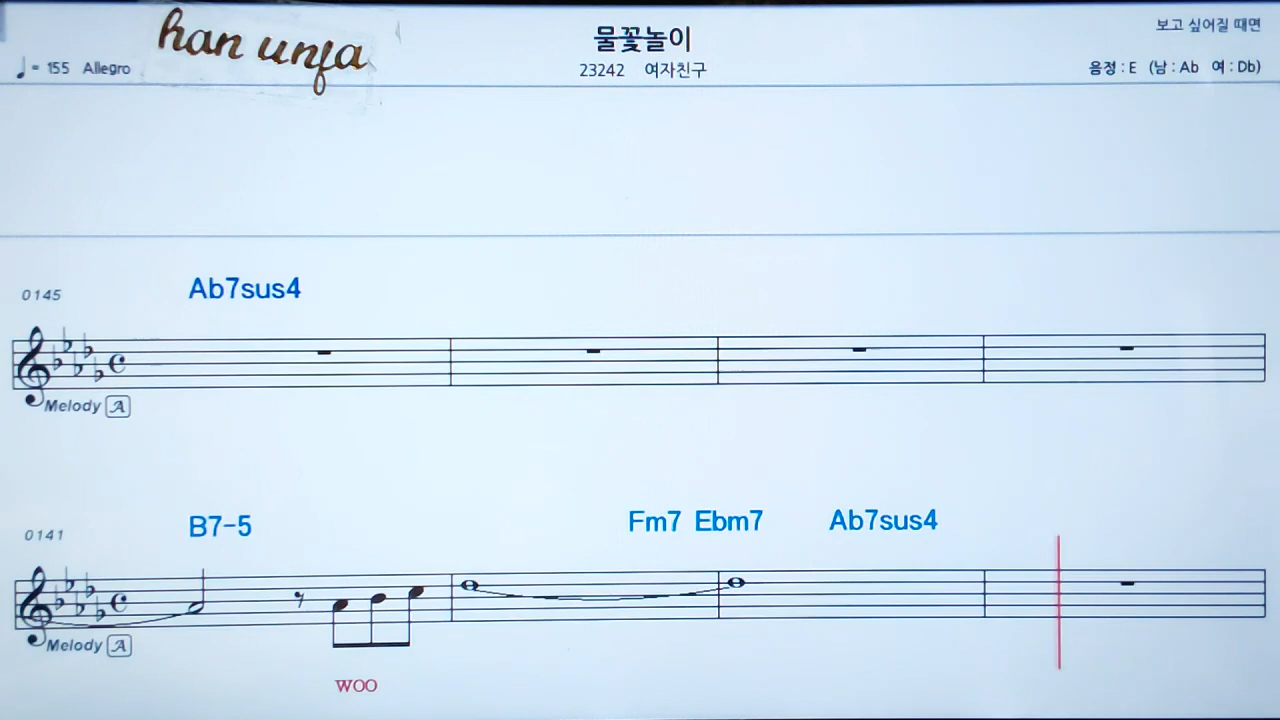 han unfa
물꽃놀이
보고 싶어질 때면
♩= 155 Allegro
23242 여자친구
음정 : E (남 : Ab 여 : Db)
Ab7sus4
0145
Melody A
B7-5 Fm7 Ebm7 Ab7sus4
0141
Melody A
WOO